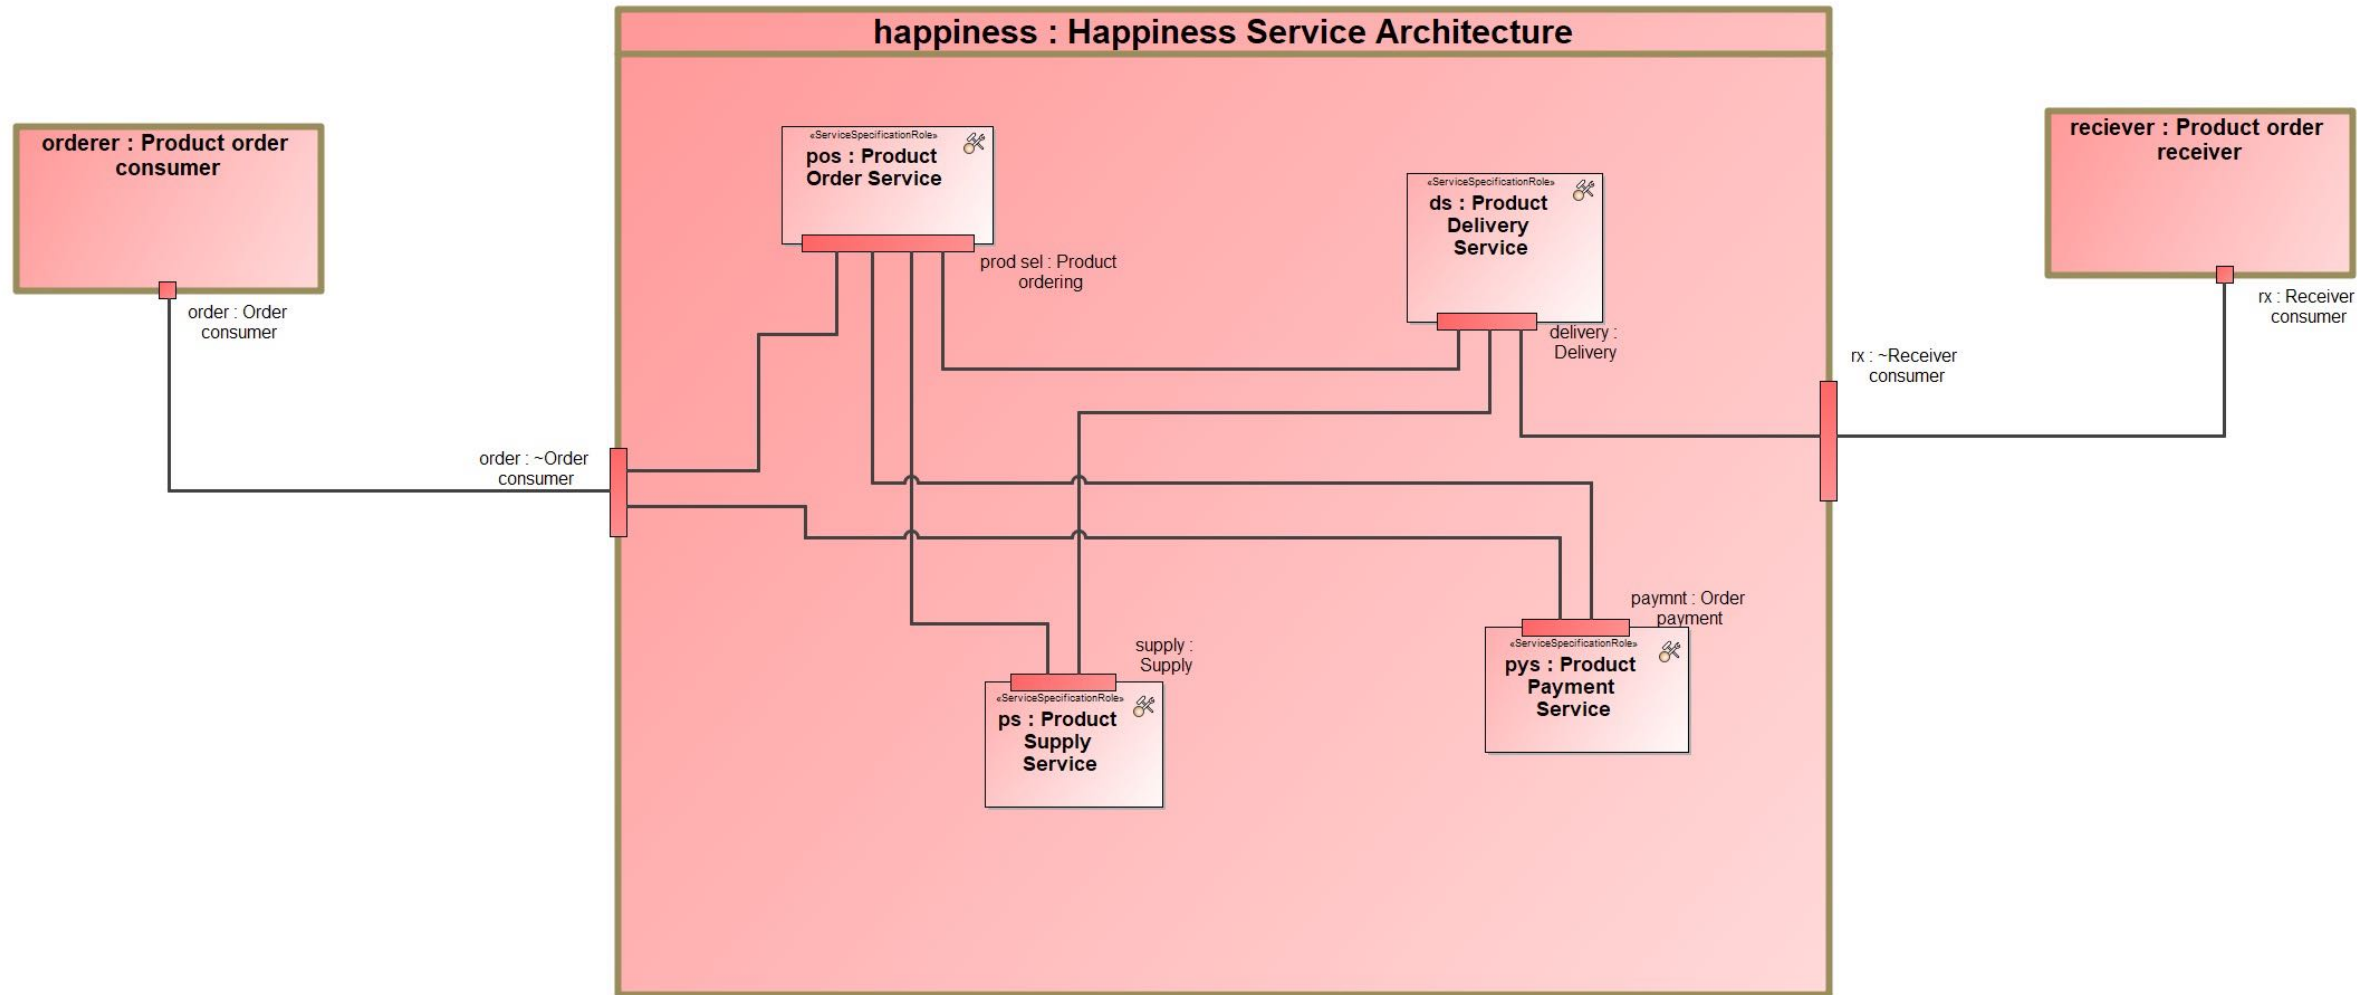 happiness : Happiness Service Architecture
orderer : Product order
consumer
order : Order
consumer
order : ~Order
consumer
«ServiceSpecificationRole»
pos : Product
Order Service
prod sel : Product
ordering
«ServiceSpecificationRole»
ds : Product
Delivery
Service
delivery :
Delivery
supply :
Supply
«ServiceSpecificationRole»
ps : Product
Supply
Service
paymnt : Order
payment
«ServiceSpecificationRole»
pys : Product
Payment
Service
rx : ~Receiver
consumer
reciever : Product order
receiver
rx : Receiver
consumer